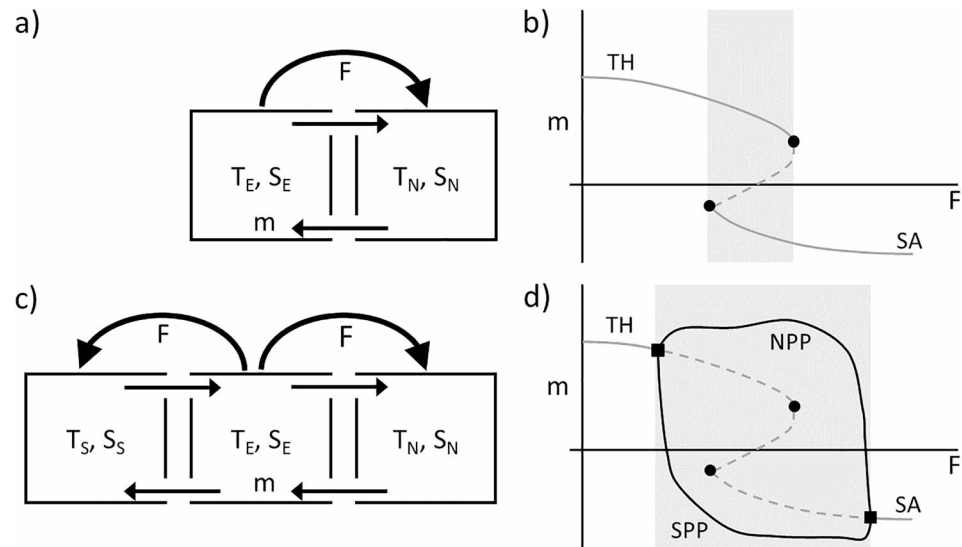 a)
F
T_E, S_E
T_N, S_N
m
b)
TH
m
F
SA
c)
F
F
T_S, S_S
T_E, S_E
T_N, S_N
m
d)
TH
NPP
m
F
SA
SPP